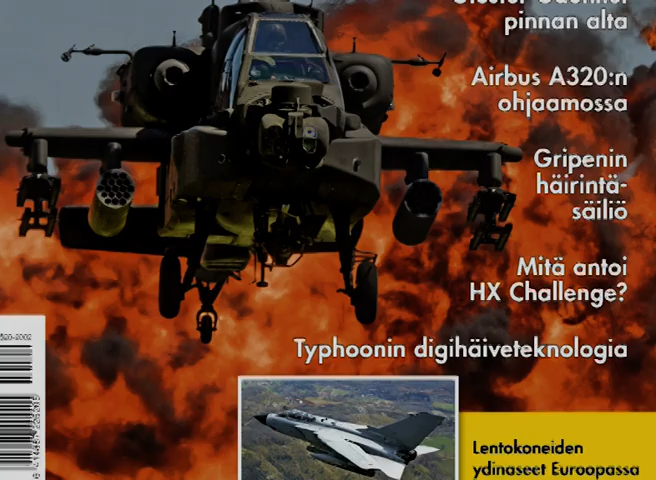 pinnan alta
Airbus A320:n
ohjaamossa
Gripenin
häirintä-
säiliö
Mitä antoi
HX Challenge?
Typhoonin digihäiveteknologia
Lentokoneiden
ydinaseet Euroopassa